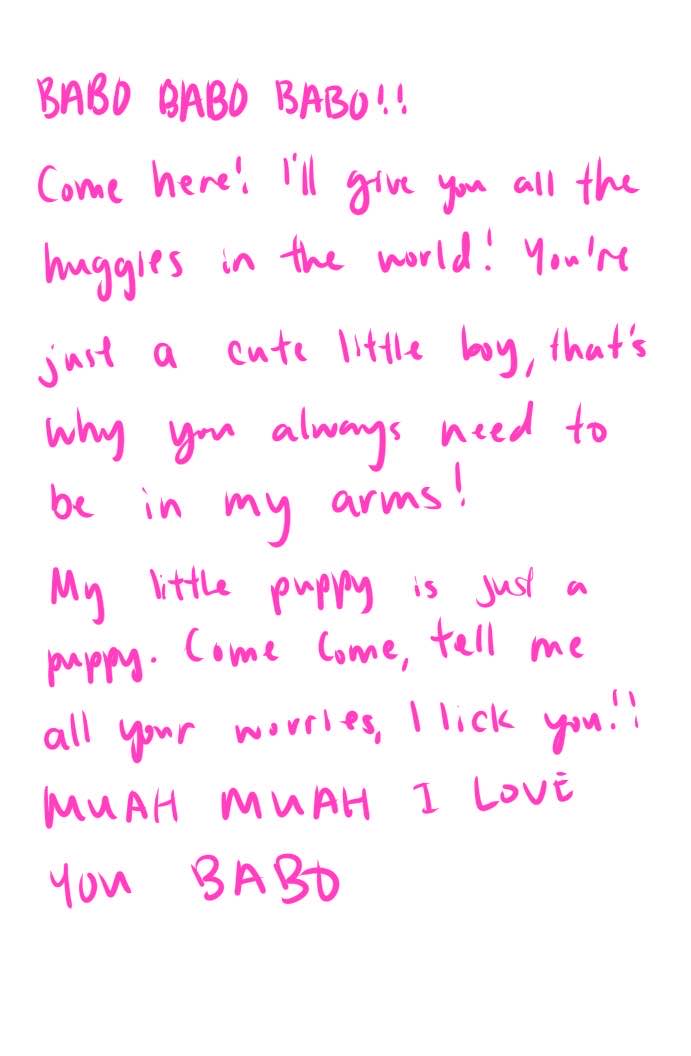 BABO BABO BABO!!
Come here! I'll give you all the
huggies in the world! You're
just a cute little boy, that's
why you always need to
be in my arms!
My little puppy is just a
puppy. Come come, tell me
all your worries, I lick you!!
MUAH MUAH I LOVE
YOU BABO